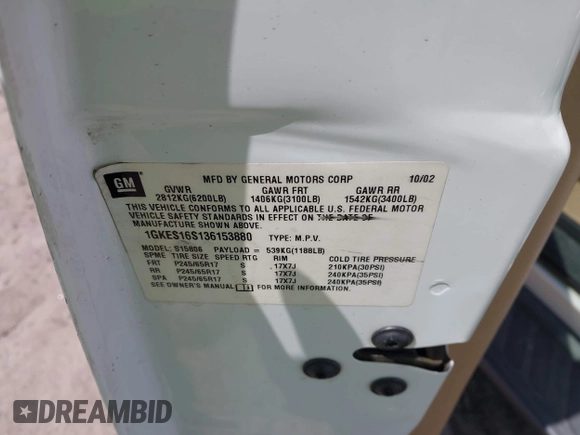 GM
MFD BY GENERAL MOTORS CORP 10/02
GVWR GAWR FRT GAWR RR
2812KG(6200LB) 1406KG(3100LB) 1542KG(3400LB)
THIS VEHICLE CONFORMS TO ALL APPLICABLE U.S. FEDERAL MOTOR
VEHICLE SAFETY STANDARDS IN EFFECT ON THE DATE OF
MANUFACTURE SHOWN ABOVE.
1GKES16S136153880 TYPE: M.P.V.
MODEL: S15806 PAYLOAD = 539KG(1188LB)
SPME TIRE SIZE SPEED RTG RIM COLD TIRE PRESSURE
FRT P245/65R17 S 17X7J 210KPA(30PSI)
RR P245/65R17 S 17X7J 240KPA(35PSI)
SPA P245/65R17 S 17X7J 240KPA(35PSI)
SEE OWNER'S MANUAL FOR MORE INFORMATION.
DREAMBID